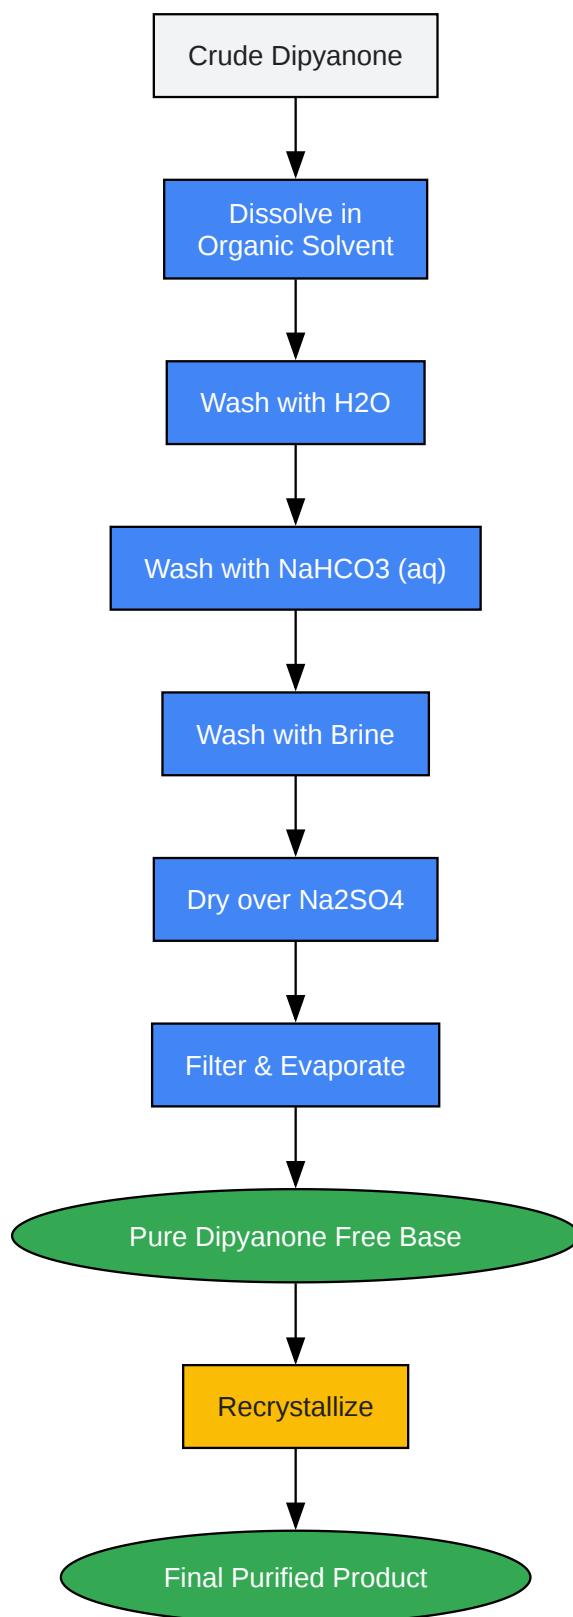 Crude Dipyanone
Dissolve in
Organic Solvent
Wash with H2O
Wash with NaHCO3 (aq)
Wash with Brine
Dry over Na2SO4
Filter & Evaporate
Pure Dipyanone Free Base
Recrystallize
Final Purified Product